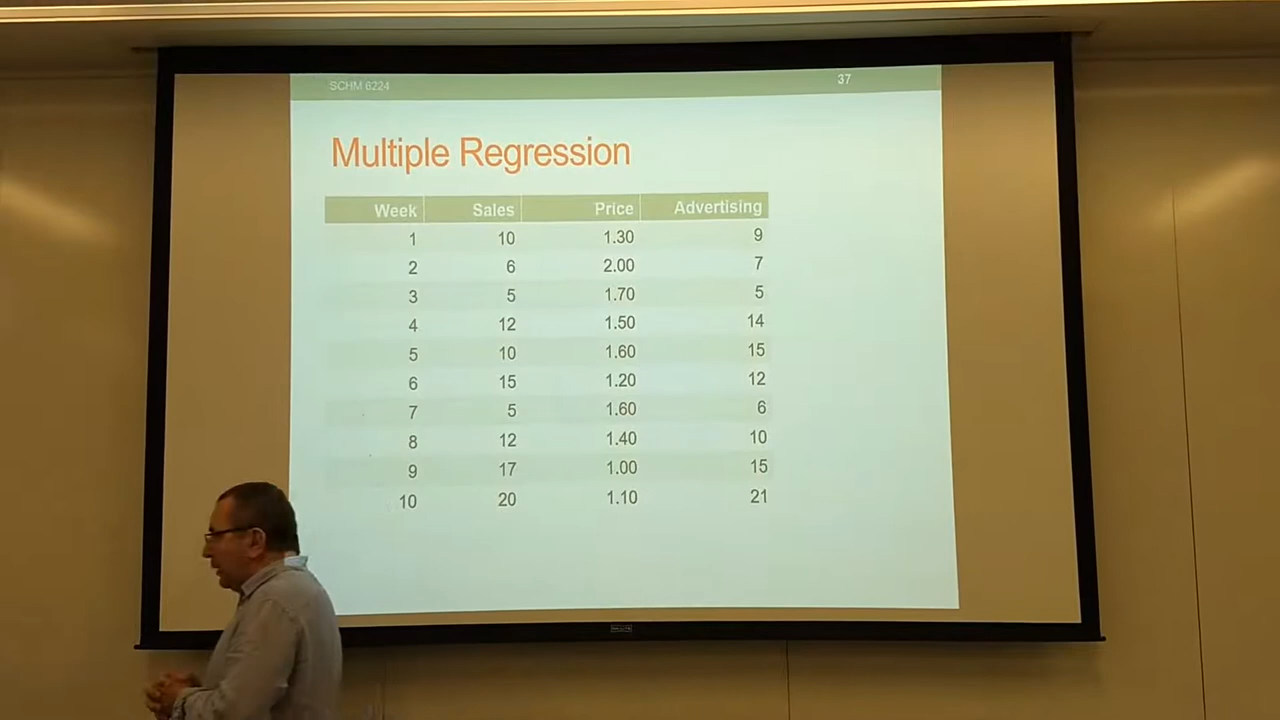 SCHM 6224 37
Multiple Regression
Week Sales Price Advertising
1 10 1.30 9
2 6 2.00 7
3 5 1.70 5
4 12 1.50 14
5 10 1.60 15
6 15 1.20 12
7 5 1.60 6
8 12 1.40 10
9 17 1.00 15
10 20 1.10 21